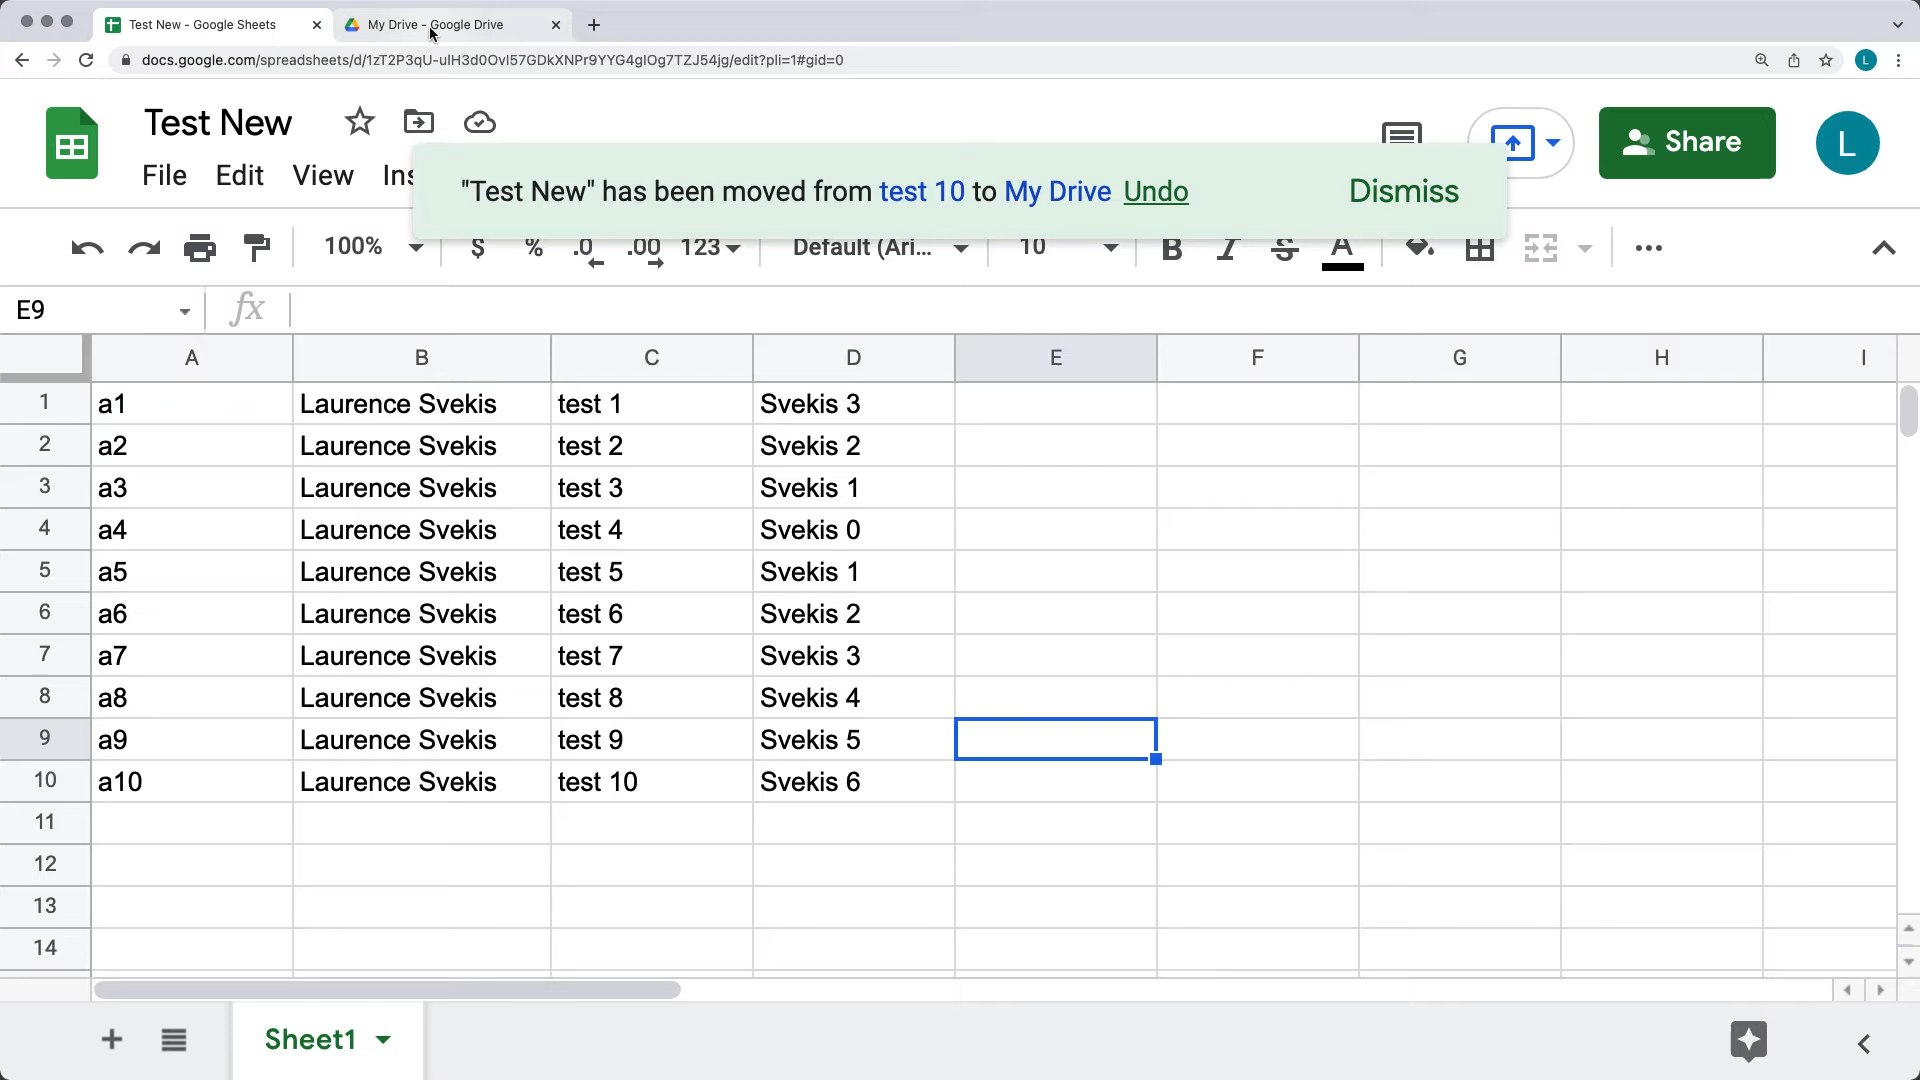 Test New - Google Sheets
My Drive - Google Drive
docs.google.com/spreadsheets/d/1zT2P3qU-uIH3d0OvI57GDkXNPr9YYG4gIOg7TZJ54jg/edit?pli=1#gid=0
L
Test New
Share
L
File Edit View Ins
"Test New" has been moved from test 10 to My Drive Undo Dismiss
100% $ % .0 .00 123 Default (Ari... 10 B I S A
E9 fx
A B C D E F G H I
1 a1 Laurence Svekis test 1 Svekis 3
2 a2 Laurence Svekis test 2 Svekis 2
3 a3 Laurence Svekis test 3 Svekis 1
4 a4 Laurence Svekis test 4 Svekis 0
5 a5 Laurence Svekis test 5 Svekis 1
6 a6 Laurence Svekis test 6 Svekis 2
7 a7 Laurence Svekis test 7 Svekis 3
8 a8 Laurence Svekis test 8 Svekis 4
9 a9 Laurence Svekis test 9 Svekis 5
10 a10 Laurence Svekis test 10 Svekis 6
11
12
13
14
Sheet1